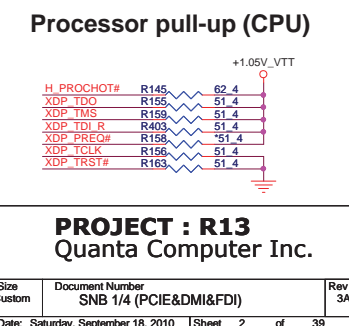 Processor pull-up (CPU)
+1.05V_VTT
H_PROCHOT# R145 62_4
XDP_TDO R155 51_4
XDP_TMS R159 51_4
XDP_TDI_R R403 51_4
XDP_PREQ# R158 *51_4
XDP_TCLK R156 51_4
XDP_TRST# R163 51_4
PROJECT : R13
Quanta Computer Inc.
Size Document Number Rev
Custom SNB 1/4 (PCIE&DMI&FDI) 3A
Date: Saturday, September 18, 2010 Sheet 2 of 39